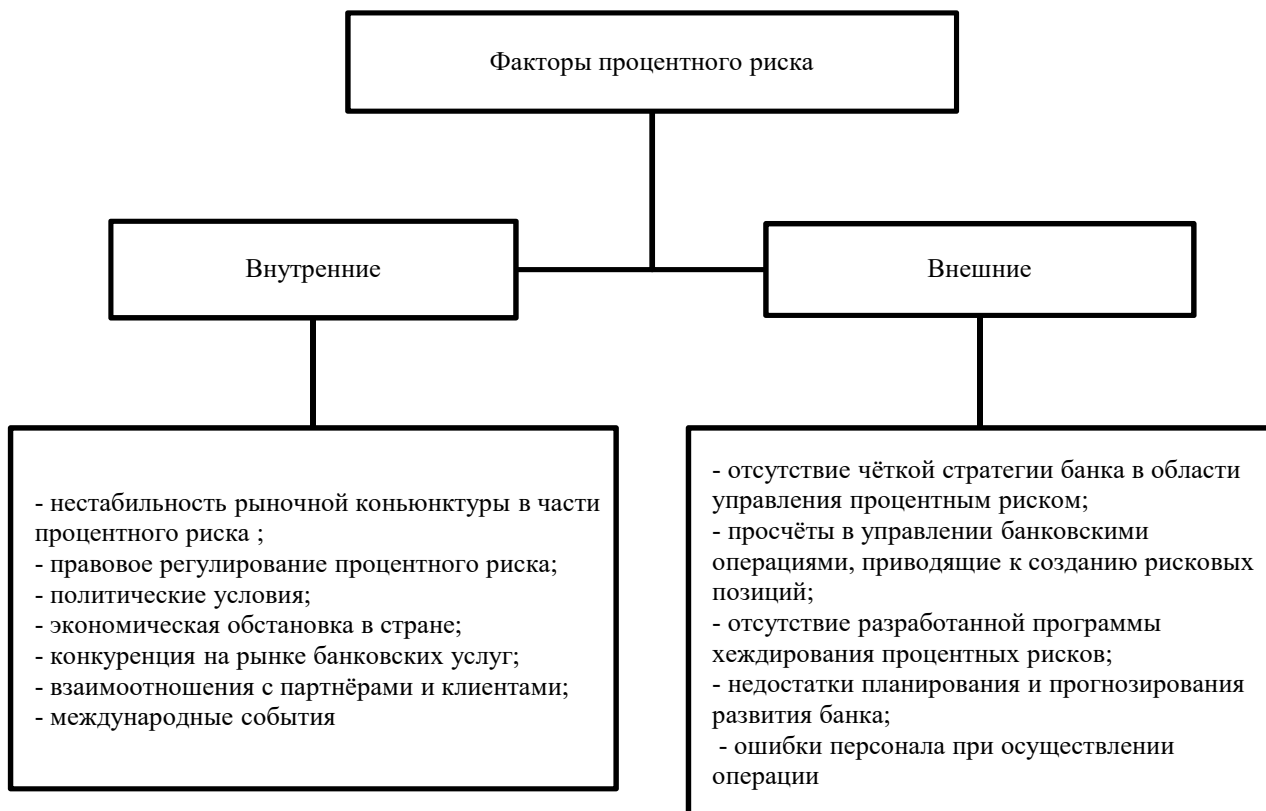 Факторы процентного риска
Внутренние
Внешние
- нестабильность рыночной коньюнктуры в части
процентного риска ;
- правовое регулирование процентного риска;
- политические условия;
- экономическая обстановка в стране;
- конкуренция на рынке банковских услуг;
- взаимоотношения с партнёрами и клиентами;
- международные события
- отсутствие чёткой стратегии банка в области
управления процентным риском;
- просчёты в управлении банковскими
операциями, приводящие к созданию рисковых
позиций;
- отсутствие разработанной программы
хеждирования процентных рисков;
- недостатки планирования и прогнозирования
развития банка;
- ошибки персонала при осуществлении
операции